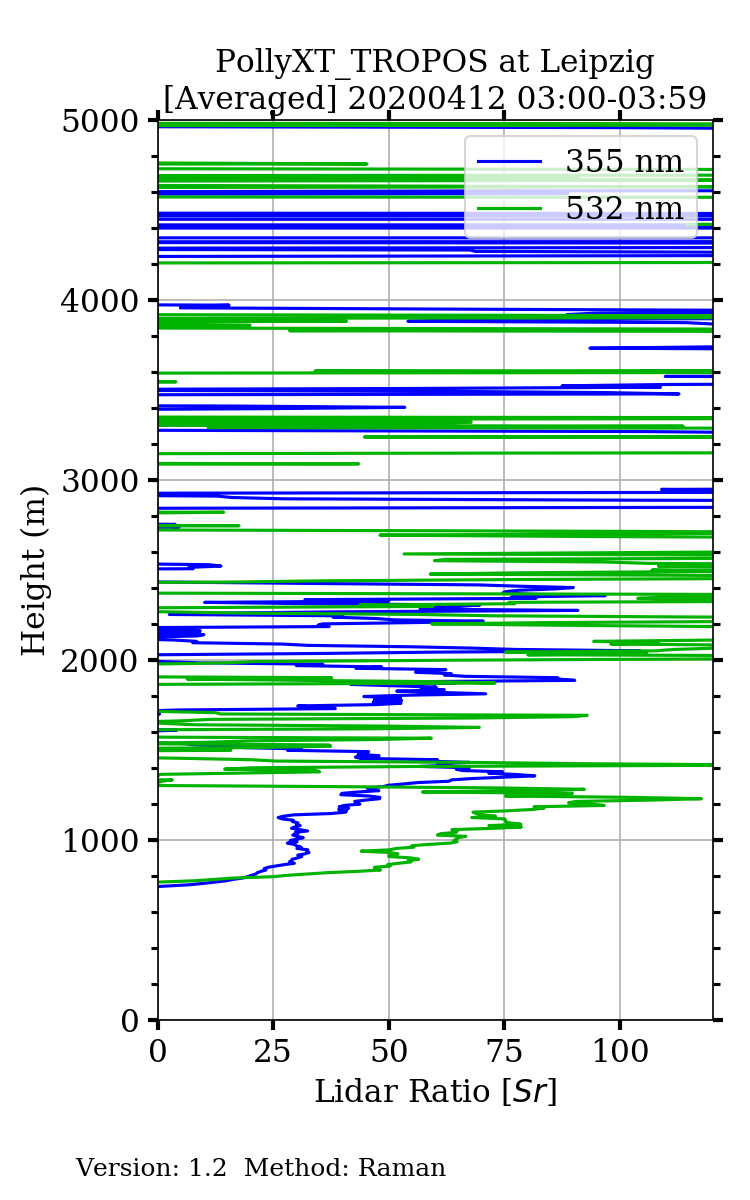 PollyXT_TROPOS at Leipzig
[Averaged] 20200412 03:00-03:59
355 nm
532 nm
5000
4000
3000
2000
1000
0
Height (m)
0 25 50 75 100
Lidar Ratio [Sr]
Version: 1.2 Method: Raman